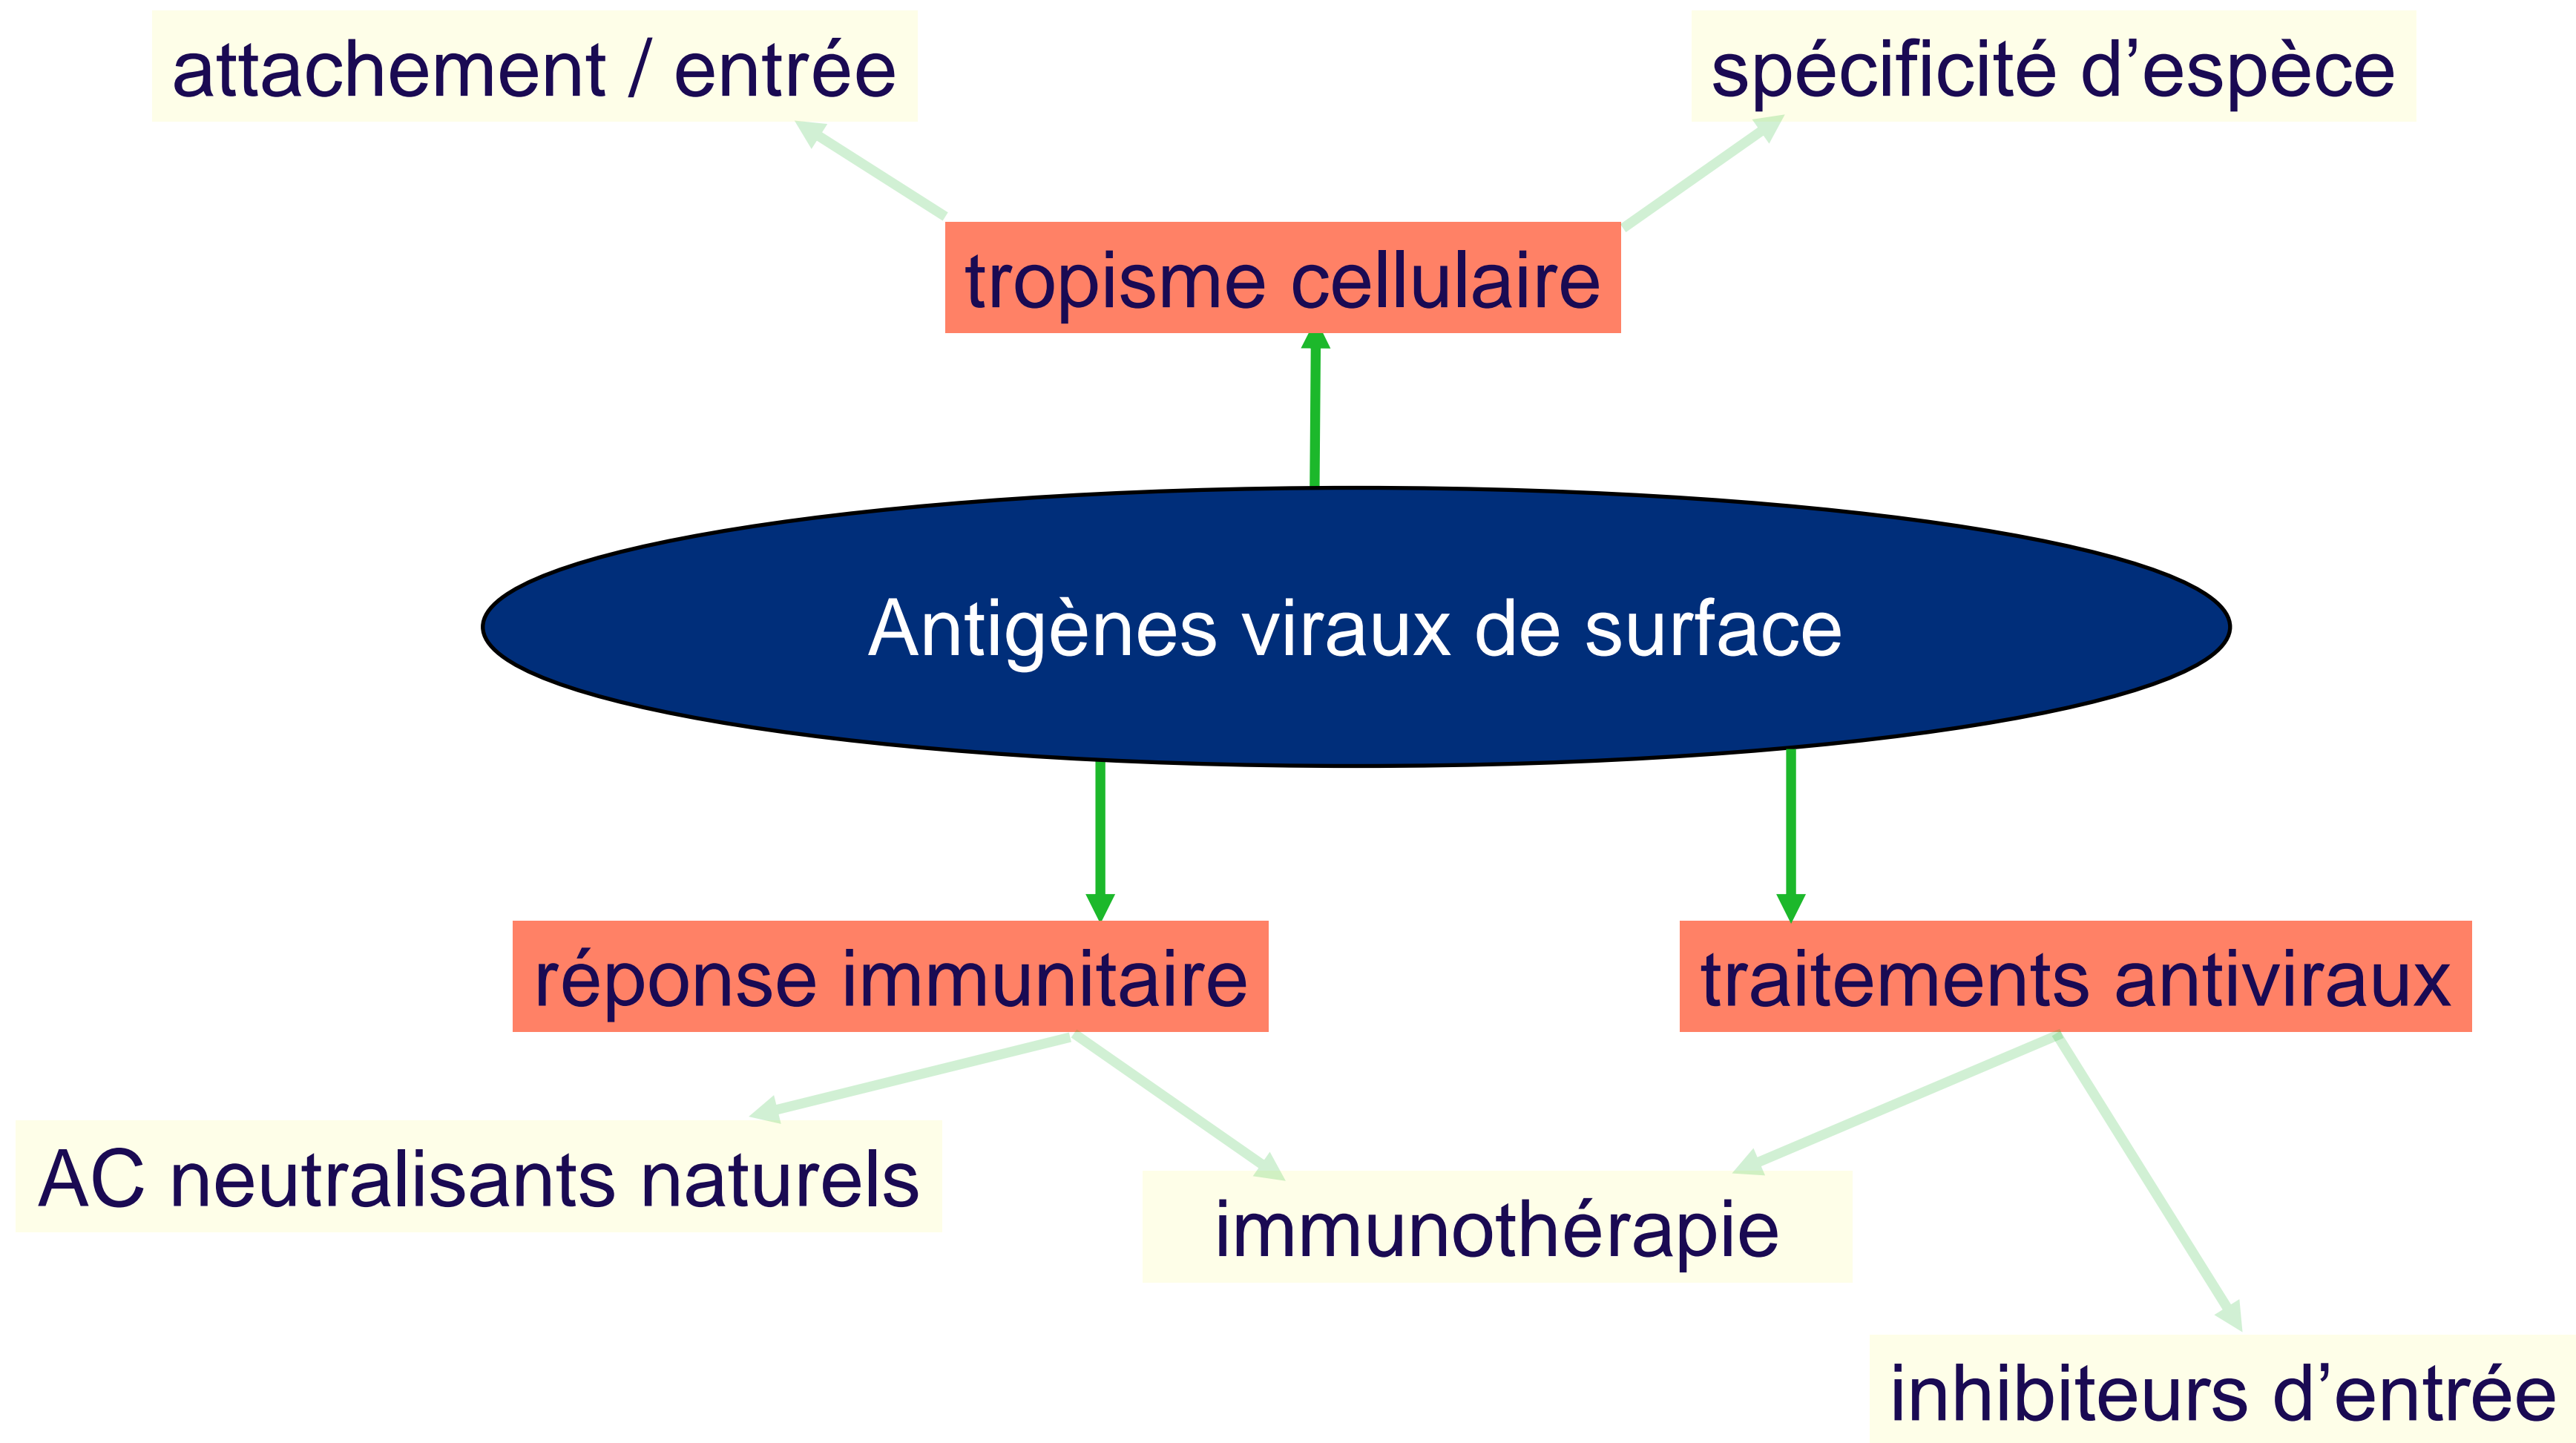 attachement / entrée
spécificité d’espèce
tropisme cellulaire
Antigènes viraux de surface
réponse immunitaire
traitements antiviraux
AC neutralisants naturels
immunothérapie
inhibiteurs d’entrée